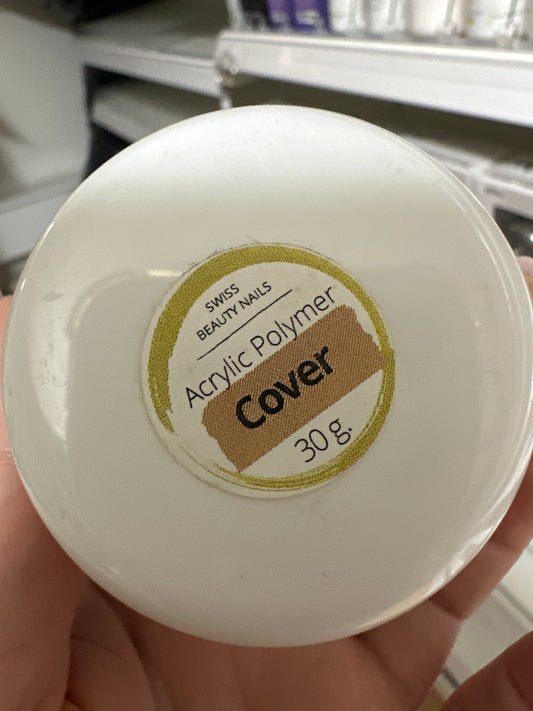 SWISS
BEAUTY NAILS
Acrylic Polymer
Cover
30 g.